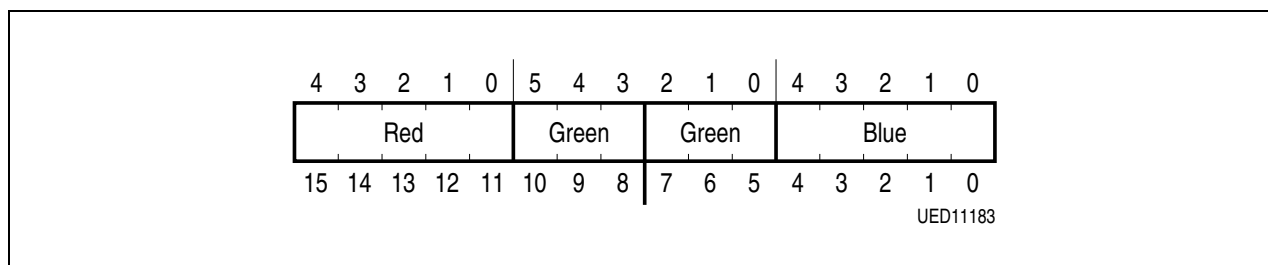 4 3 2 1 0 5 4 3 2 1 0 4 3 2 1 0
Red Green Green Blue
15 14 13 12 11 10 9 8 7 6 5 4 3 2 1 0
UED11183